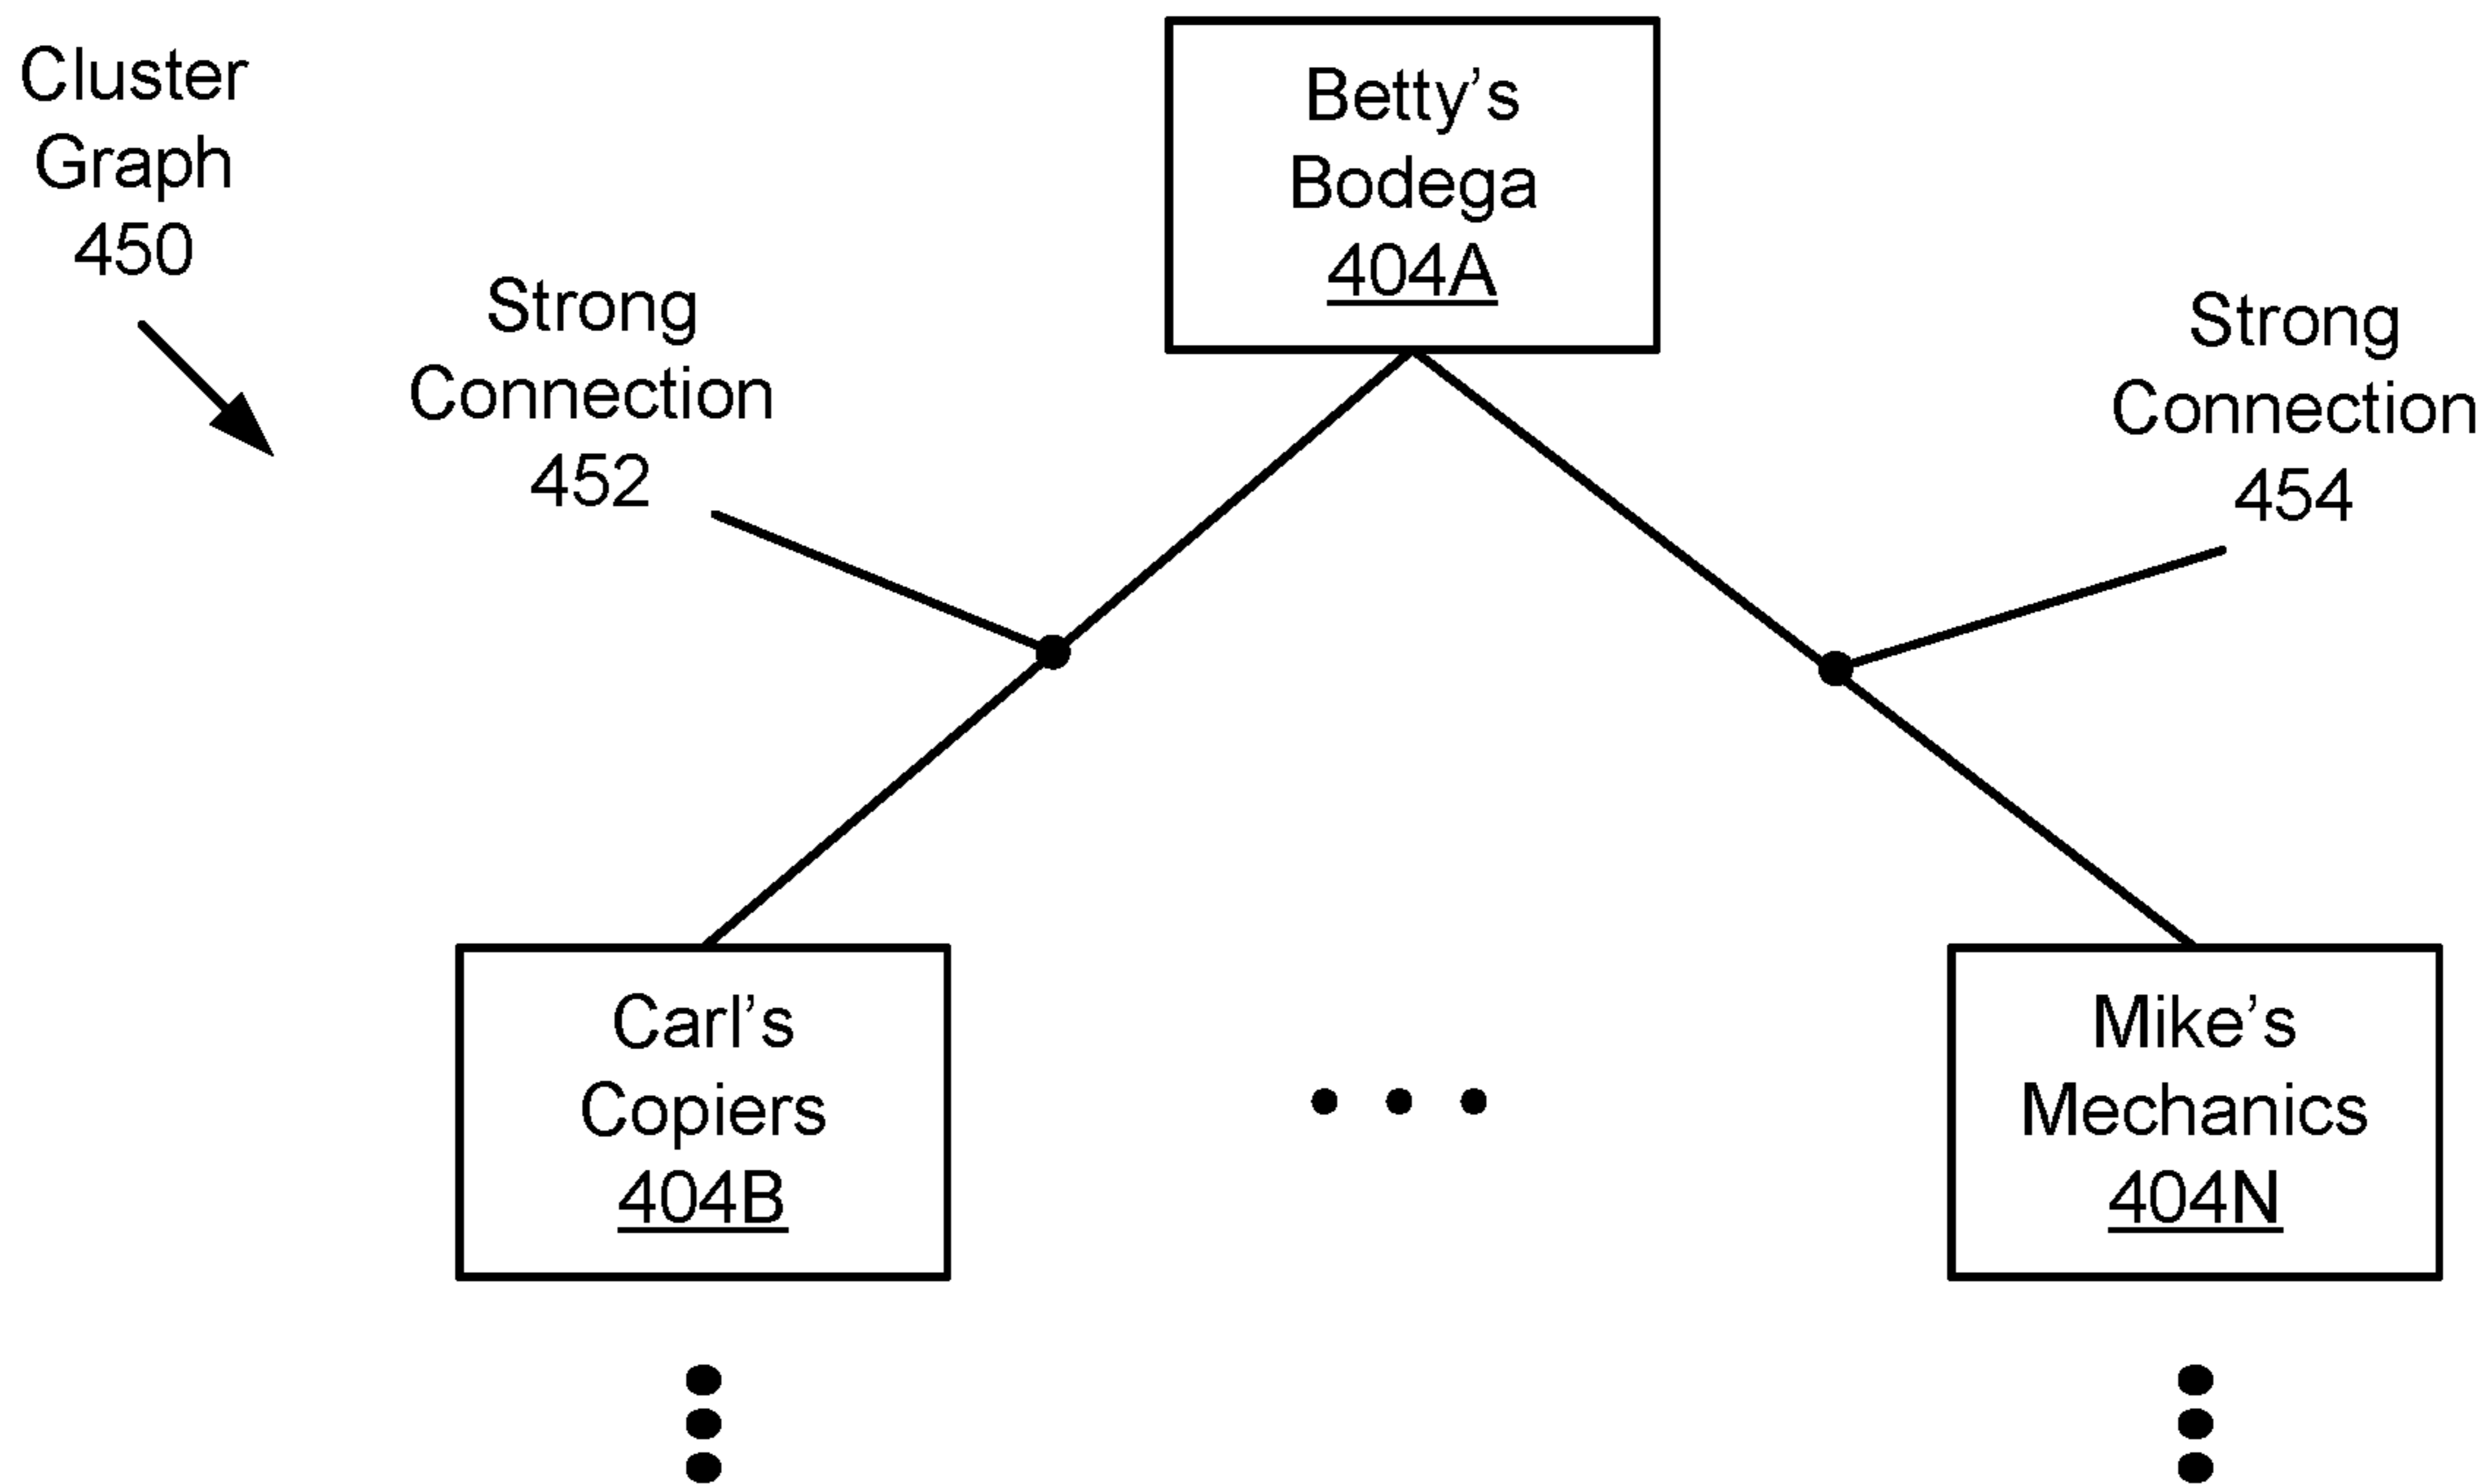 Cluster
Graph
450
Betty's
Bodega
404A
Strong
Connection
452
Strong
Connection
454
Carl's
Copiers
404B
Mike's
Mechanics
404N